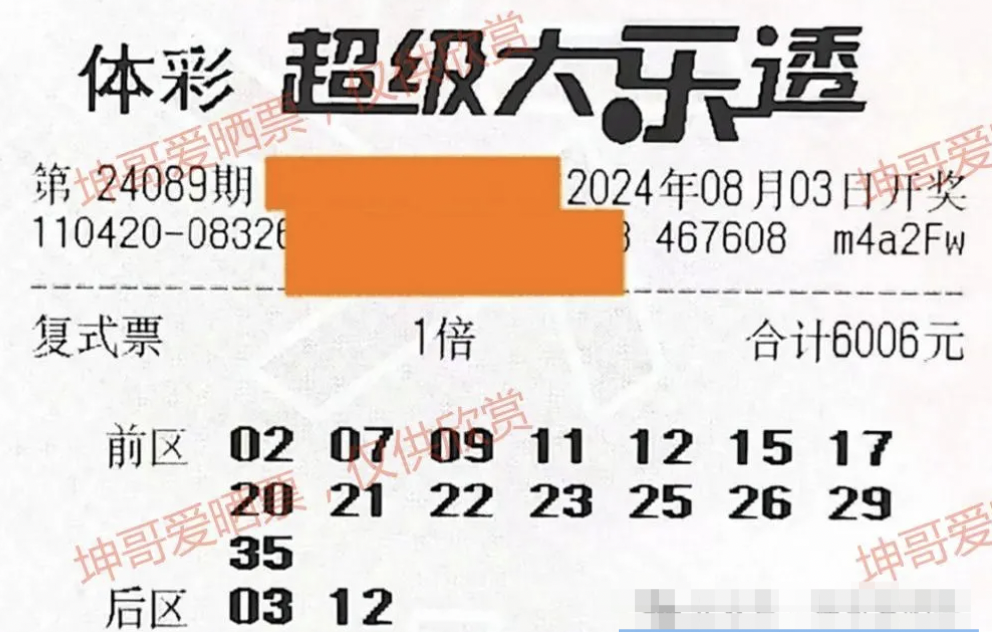 体彩 超级大乐透
第 24089期 2024年08月03日开奖
110420-08326 467608 m4a2Fw
复式票 1倍 合计6006元
前区 02 07 09 11 12 15 17
20 21 22 23 25 26 29
35
后区 03 12
坤哥爱晒票，仅供欣赏
坤哥爱晒
坤哥爱晒票，仅供欣赏
坤哥爱晒